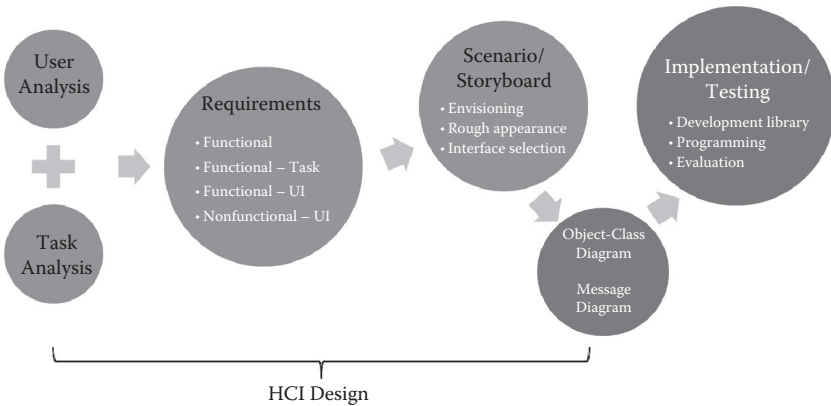 User
Analysis
Task
Analysis
Requirements
• Functional
• Functional – Task
• Functional – UI
• Nonfunctional – UI
Scenario/
Storyboard
• Envisioning
• Rough appearance
• Interface selection
Object-Class
Diagram
Message
Diagram
Implementation/
Testing
• Development library
• Programming
• Evaluation
HCI Design